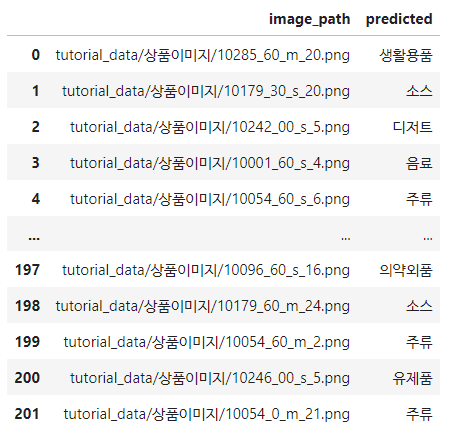 image_path predicted
0 tutorial_data/상품이미지/10285_60_m_20.png 생활용품
1 tutorial_data/상품이미지/10179_30_s_20.png 소스
2 tutorial_data/상품이미지/10242_00_s_5.png 디저트
3 tutorial_data/상품이미지/10001_60_s_4.png 음료
4 tutorial_data/상품이미지/10054_60_s_6.png 주류
... ... ...
197 tutorial_data/상품이미지/10096_60_s_16.png 의약외품
198 tutorial_data/상품이미지/10179_60_m_24.png 소스
199 tutorial_data/상품이미지/10054_60_m_2.png 주류
200 tutorial_data/상품이미지/10246_00_s_5.png 유제품
201 tutorial_data/상품이미지/10054_0_m_21.png 주류